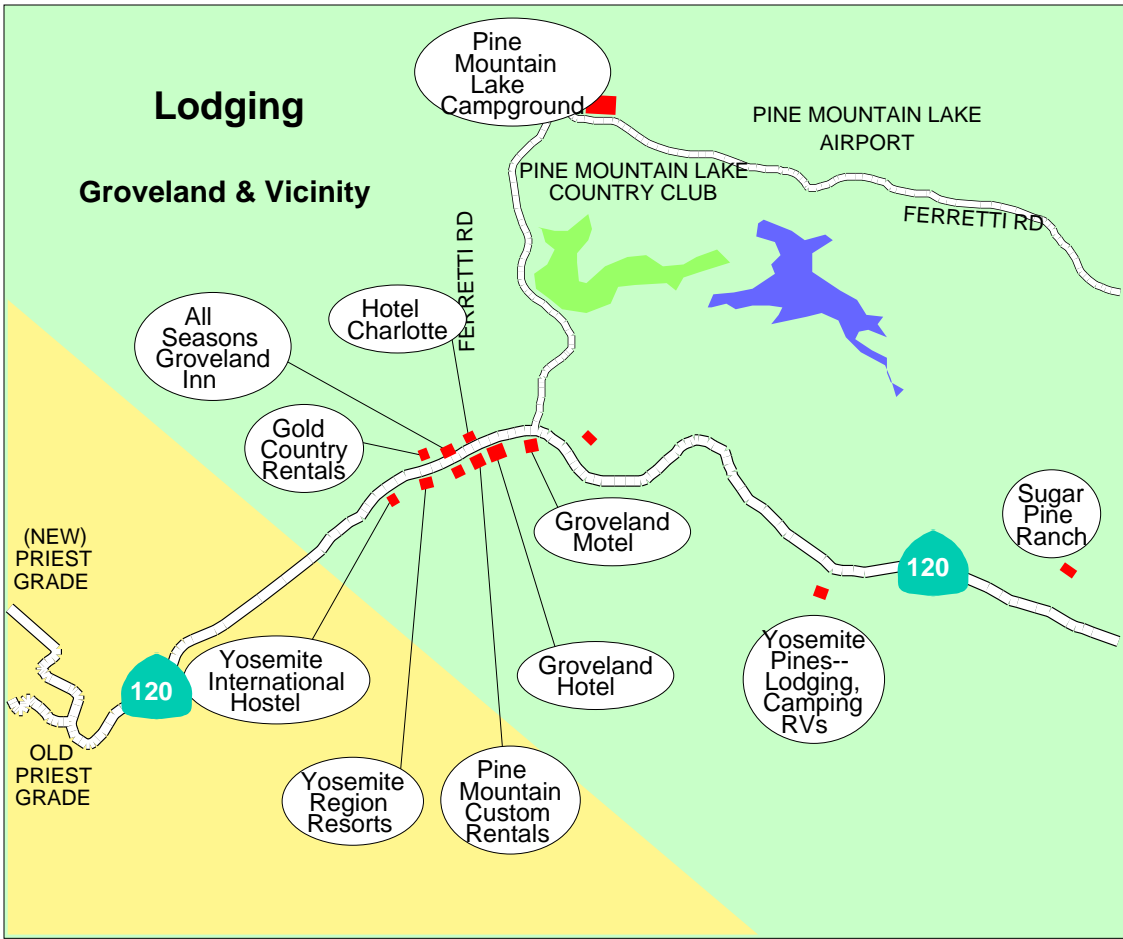 Pine
Mountain
Lake
Campground
Lodging
PINE MOUNTAIN LAKE
AIRPORT
PINE MOUNTAIN LAKE
COUNTRY CLUB
Groveland & Vicinity
FERRETTI RD
FERRETTI RD
All
Seasons
Groveland
Inn
Hotel
Charlotte
Gold
Country
Rentals
Groveland
Motel
Sugar
Pine
Ranch
(NEW)
PRIEST
GRADE
120
Yosemite
International
Hostel
Groveland
Hotel
Yosemite
Pines--
Lodging,
Camping
RVs
120
OLD
PRIEST
GRADE
Yosemite
Region
Resorts
Pine
Mountain
Custom
Rentals